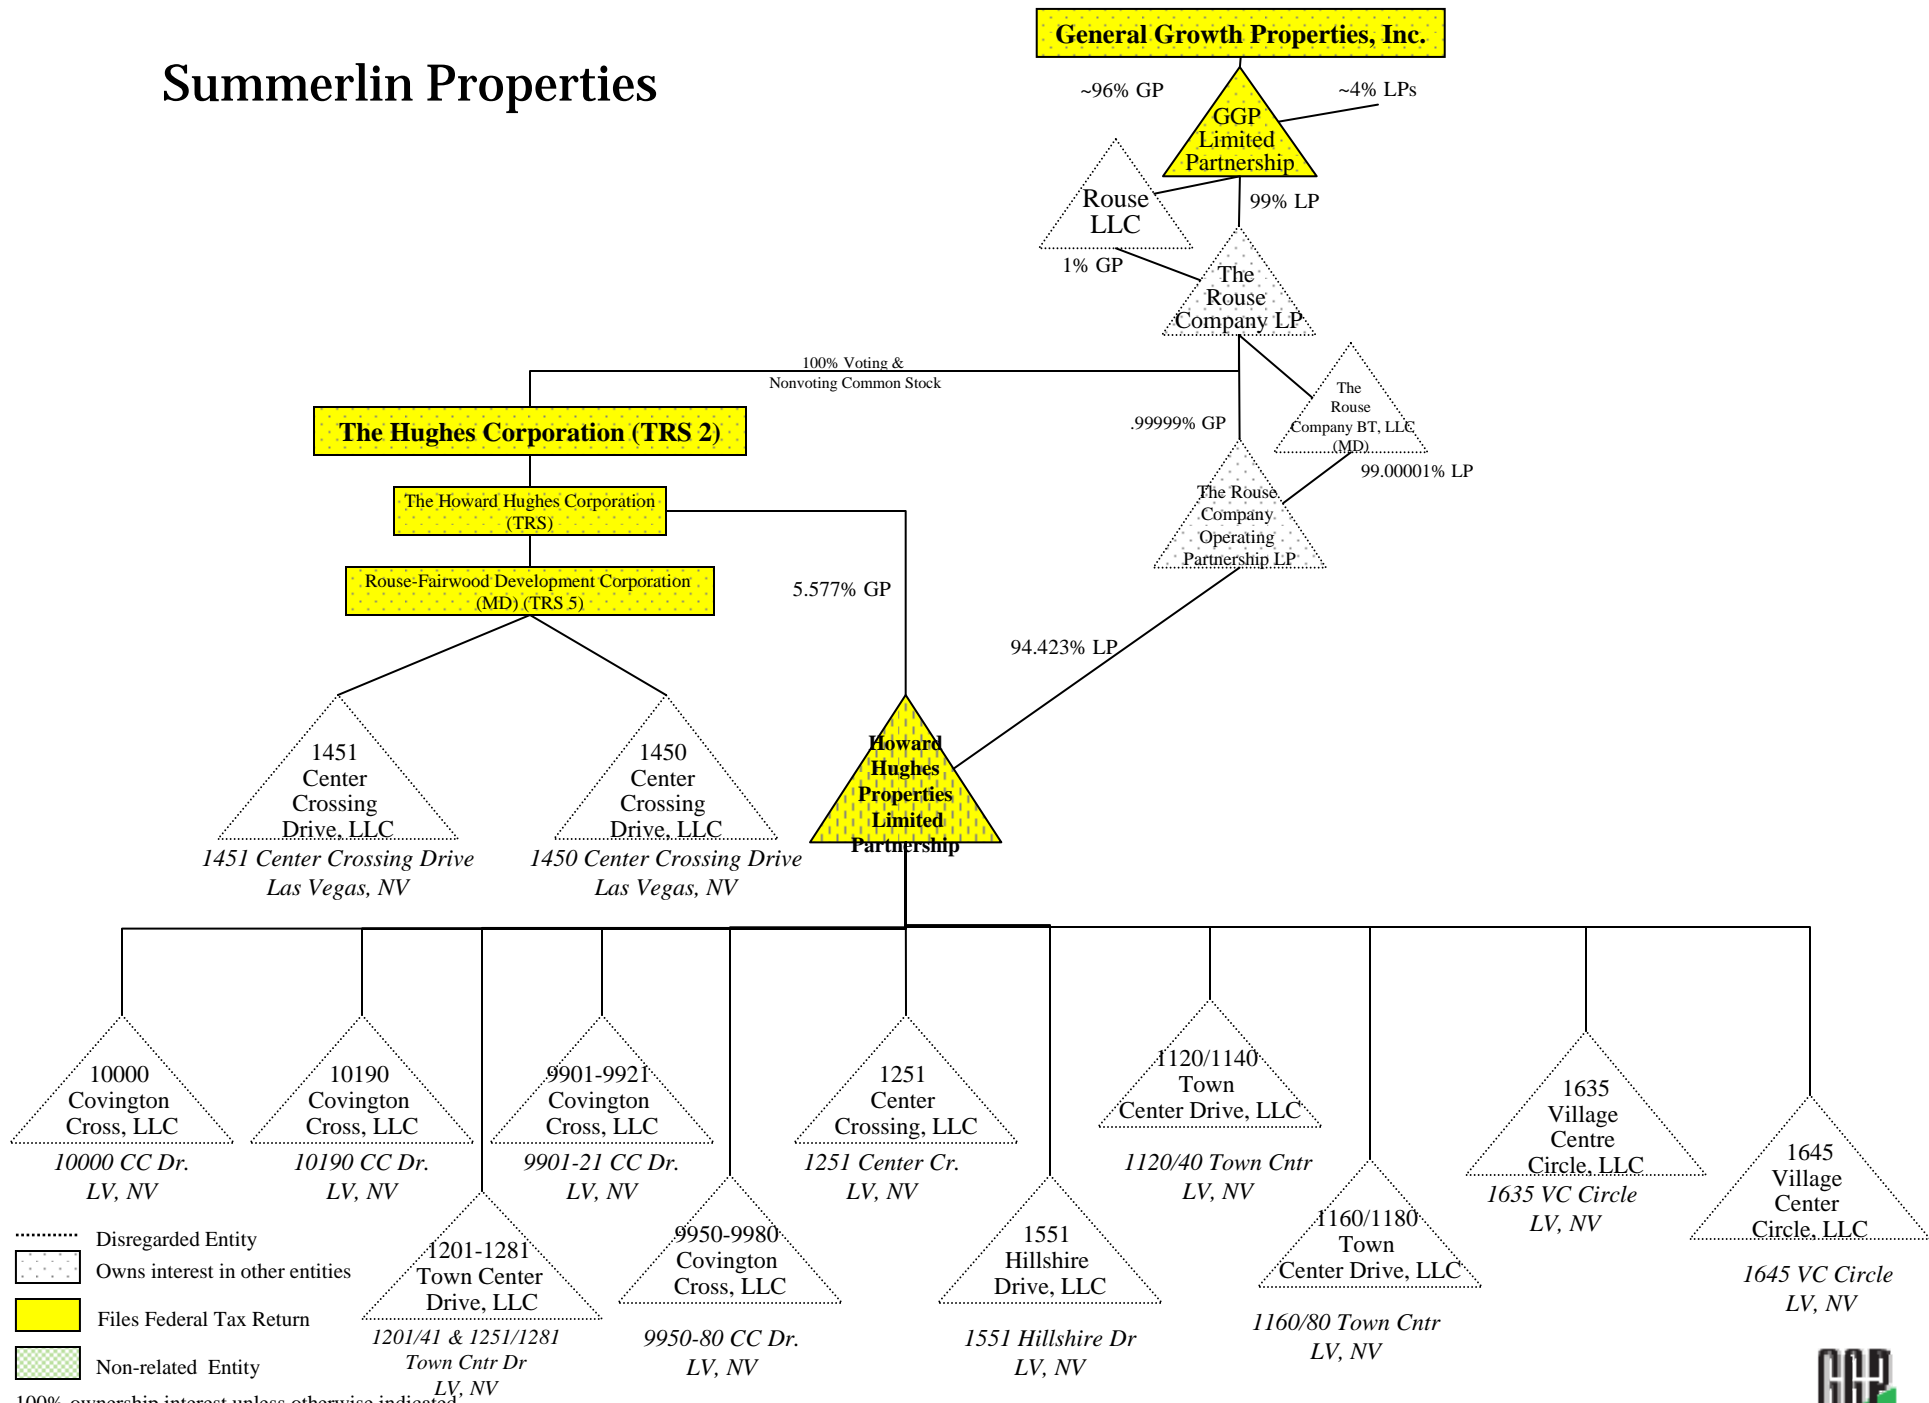 Summerlin Properties
General Growth Properties, Inc.
~96% GP
~4% LPs
GGP
Limited
Partnership
Rouse
LLC
99% LP
1% GP
The
Rouse
Company LP
100% Voting &
Nonvoting Common Stock
The
Rouse
Company BT, LLC
(MD)
.99999% GP
99.00001% LP
The Hughes Corporation (TRS 2)
The Howard Hughes Corporation
(TRS)
The Rouse
Company
Operating
Partnership LP
Rouse-Fairwood Development Corporation
(MD) (TRS 5)
5.577% GP
94.423% LP
1451
Center
Crossing
Drive, LLC
1451 Center Crossing Drive
Las Vegas, NV
1450
Center
Crossing
Drive, LLC
1450 Center Crossing Drive
Las Vegas, NV
Howard
Hughes
Properties
Limited
Partnership
10000
Covington
Cross, LLC
10000 CC Dr.
LV, NV
10190
Covington
Cross, LLC
10190 CC Dr.
LV, NV
9901-9921
Covington
Cross, LLC
9901-21 CC Dr.
LV, NV
1251
Center
Crossing, LLC
1251 Center Cr.
LV, NV
1120/1140
Town
Center Drive, LLC
1120/40 Town Cntr
LV, NV
1635
Village
Centre
Circle, LLC
1635 VC Circle
LV, NV
1645
Village
Center
Circle, LLC
1645 VC Circle
LV, NV
1201-1281
Town Center
Drive, LLC
1201/41 & 1251/1281
Town Cntr Dr
LV, NV
9950-9980
Covington
Cross, LLC
9950-80 CC Dr.
LV, NV
1551
Hillshire
Drive, LLC
1551 Hillshire Dr
LV, NV
1160/1180
Town
Center Drive, LLC
1160/80 Town Cntr
LV, NV
Disregarded Entity
Owns interest in other entities
Files Federal Tax Return
Non-related Entity
100% ownership interest unless otherwise indicated
GGP